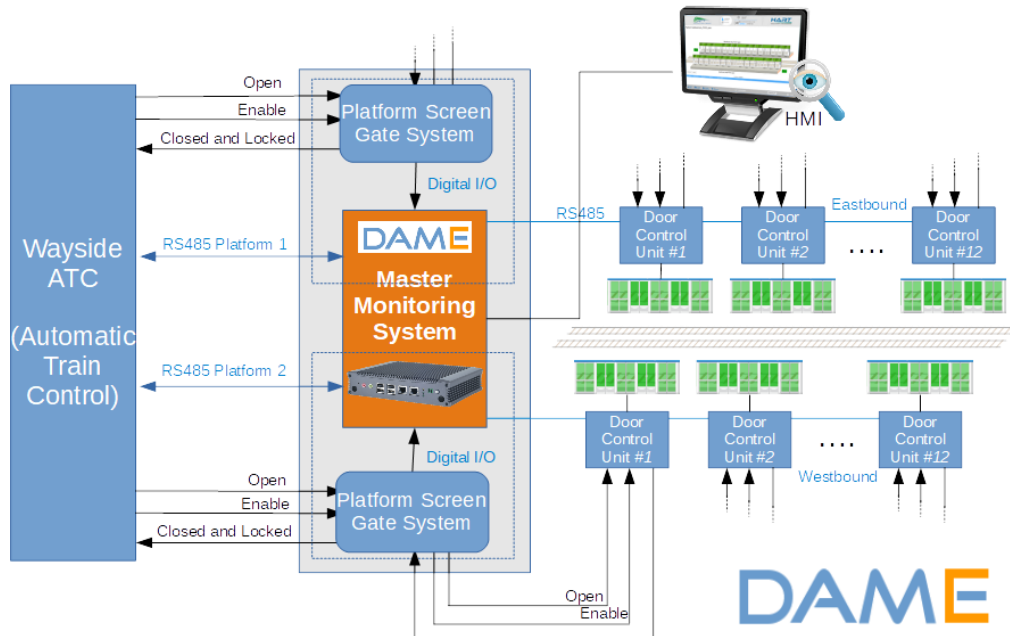 Open
Enable
Closed and Locked
Platform Screen
Gate System
Digital I/O
HMI
Wayside
ATC
(Automatic
Train
Control)
RS485 Platform 1
RS485 Platform 2
DAME
Master
Monitoring
System
RS485
Door
Control
Unit #1
Door
Control
Unit #2
....
Eastbound
Door
Control
Unit #12
Door
Control
Unit #1
Door
Control
Unit #2
....
Westbound
Door
Control
Unit #12
Digital I/O
Open
Enable
Closed and Locked
Platform Screen
Gate System
Open
Enable
DAME